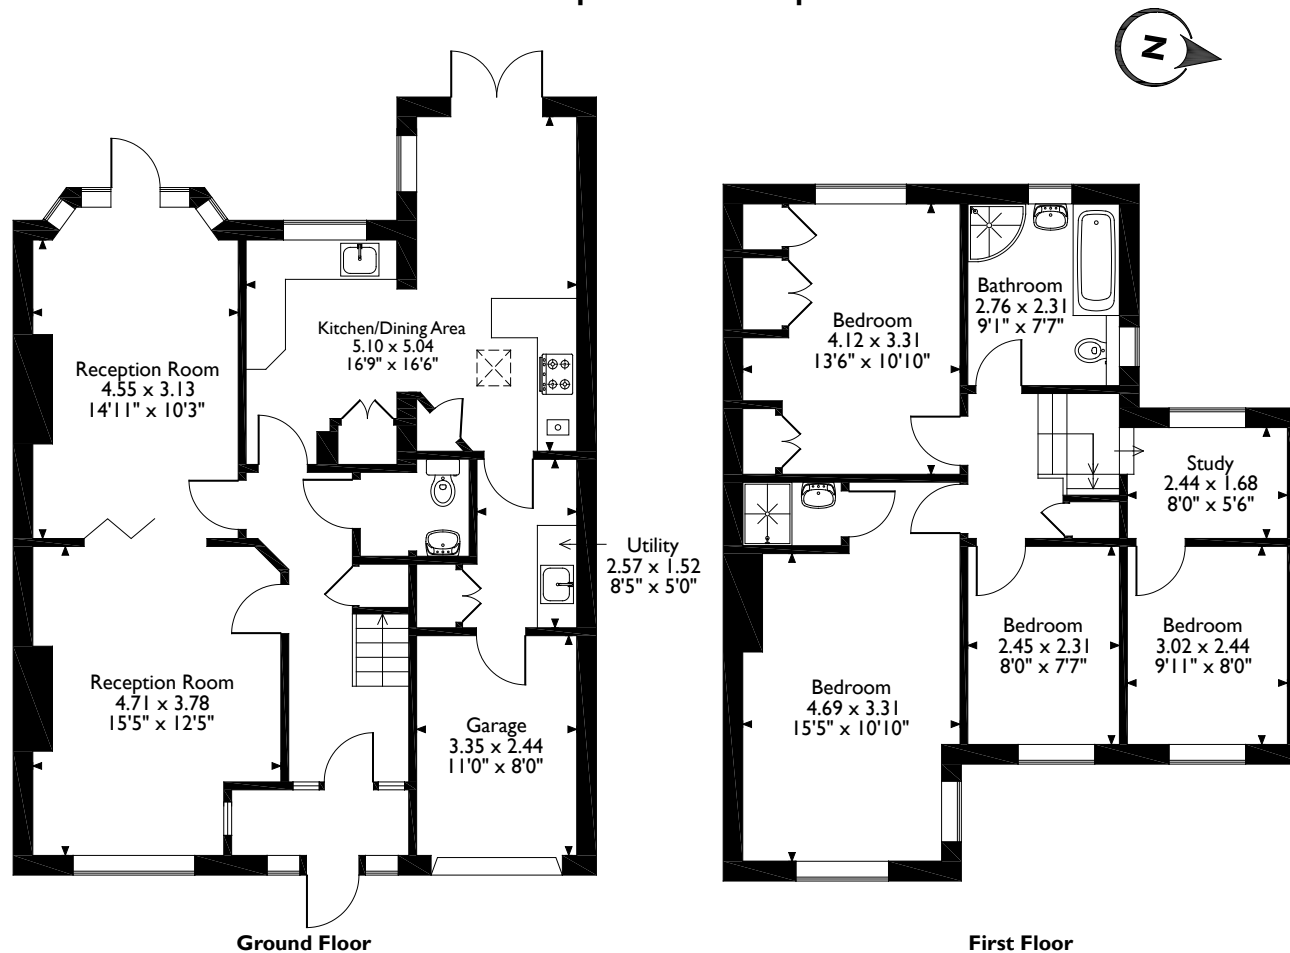 N
Kitchen/Dining Area
5.10 x 5.04
16'9" x 16'6"
Reception Room
4.55 x 3.13
14'11" x 10'3"
Utility
2.57 x 1.52
8'5" x 5'0"
Reception Room
4.71 x 3.78
15'5" x 12'5"
Garage
3.35 x 2.44
11'0" x 8'0"
Ground Floor
Bathroom
2.76 x 2.31
9'1" x 7'7"
Bedroom
4.12 x 3.31
13'6" x 10'10"
Study
2.44 x 1.68
8'0" x 5'6"
Bedroom
2.45 x 2.31
8'0" x 7'7"
Bedroom
3.02 x 2.44
9'11" x 8'0"
Bedroom
4.69 x 3.31
15'5" x 10'10"
First Floor